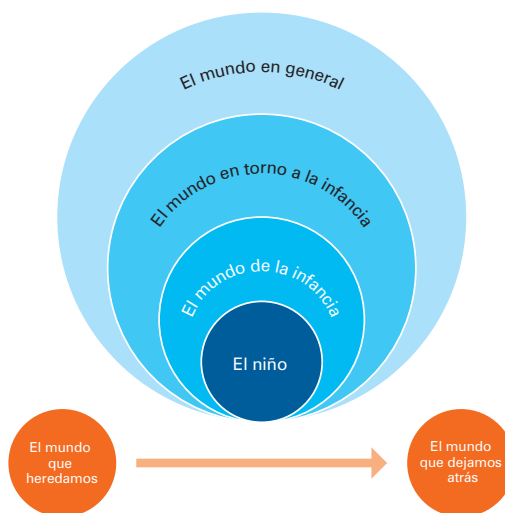 El mundo en general
El mundo en torno a la infancia
El mundo de la infancia
El niño
El mundo
que
heredamos
El mundo
que dejamos
atrás